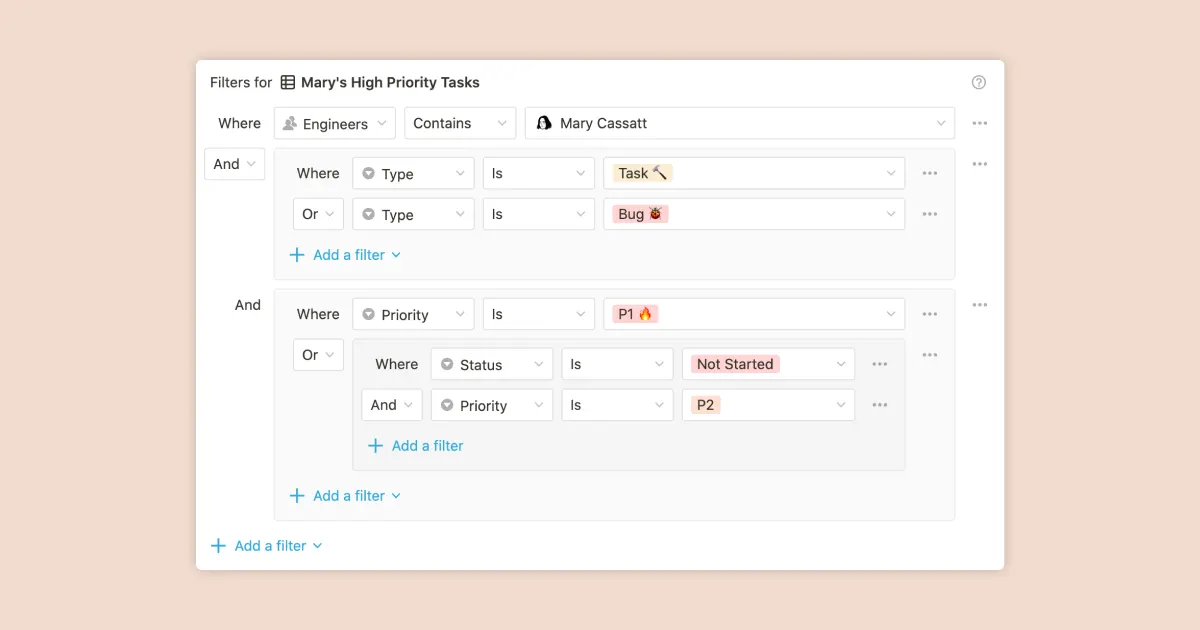 Filters for Mary's High Priority Tasks
Where Engineers Contains Mary Cassatt
And
Where Type Is Task 🔨
Or Type Is Bug 🐞
Add a filter
And
Where Priority Is P1 🔥
Or
Where Status Is Not Started
And Priority Is P2
Add a filter
Add a filter
Add a filter